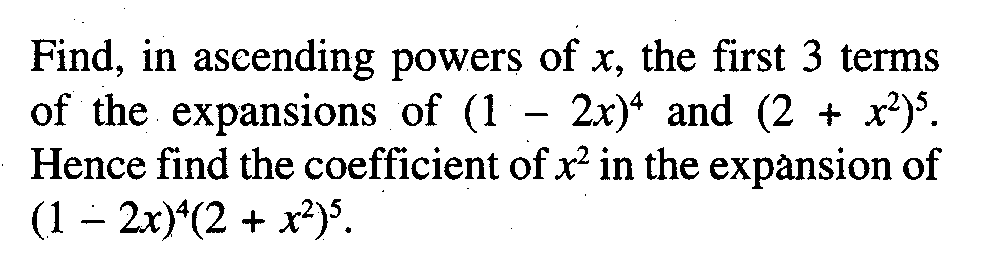 Find, in ascending powers of x, the first 3 terms
of the expansions of (1 − 2x)⁴ and (2 + x²)⁵.
Hence find the coefficient of x² in the expansion of
(1 − 2x)⁴(2 + x²)⁵.